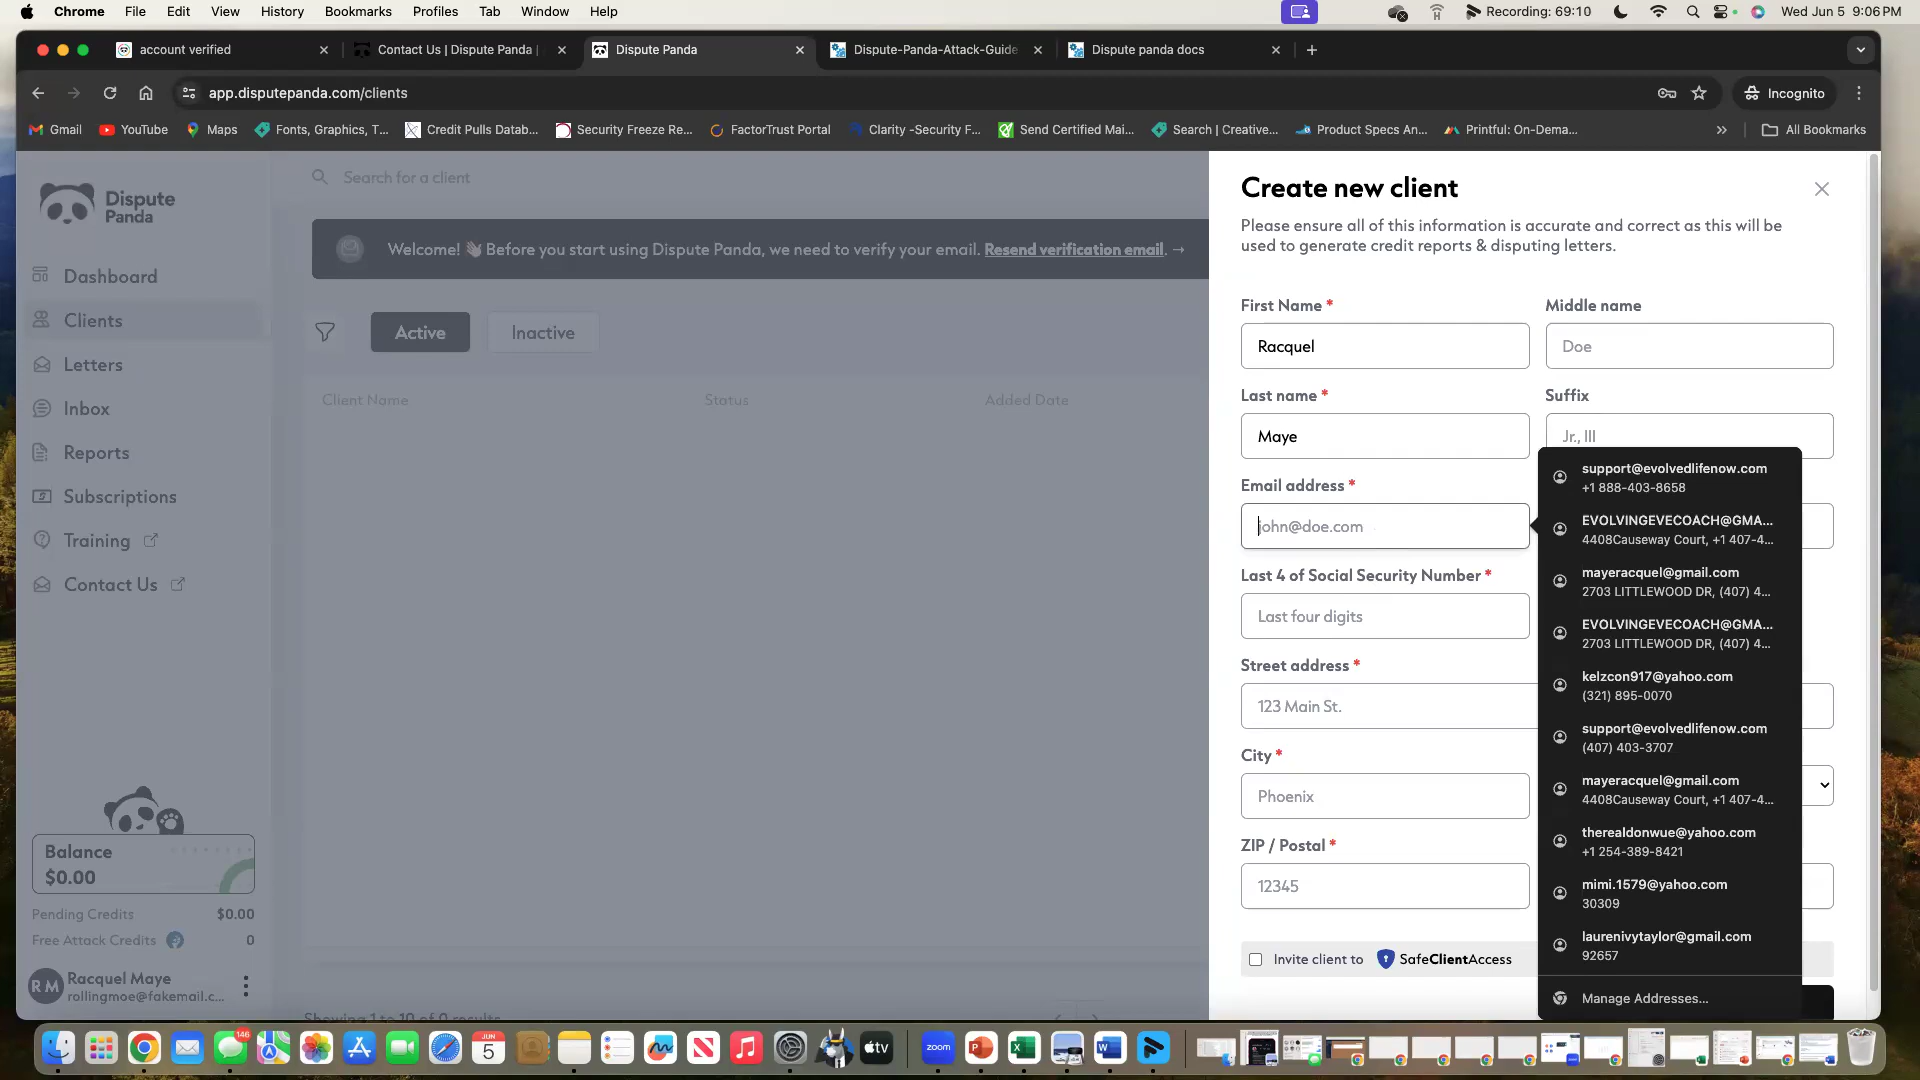 Chrome File Edit View History Bookmarks Profiles Tab Window Help
Recording: 69:10 Wed Jun 5 9:06 PM
account verified
Contact Us | Dispute Panda |
Dispute Panda
Dispute-Panda-Attack-Guide
Dispute panda docs
app.disputepanda.com/clients
Incognito
Gmail YouTube Maps Fonts, Graphics, T... Credit Pulls Datab... Security Freeze Re... FactorTrust Portal Clarity -Security F... Send Certified Mai... Search | Creative... Product Specs An... Printful: On-Dema... All Bookmarks
Dispute
Panda
Dashboard
Clients
Letters
Inbox
Reports
Subscriptions
Training
Contact Us
Balance
$0.00
Pending Credits $0.00
Free Attack Credits 0
RM
Racquel Maye
rollingmoe@fakemail.c...
Search for a client
Welcome! 👋 Before you start using Dispute Panda, we need to verify your email. Resend verification email. →
Active Inactive
Client Name Status Added Date
Showing 1 to 10 of 0 results
Create new client
Please ensure all of this information is accurate and correct as this will be
used to generate credit reports & disputing letters.
First Name * Middle name
Racquel Doe
Last name * Suffix
Maye Jr., III
Email address *
john@doe.com
Last 4 of Social Security Number *
Last four digits
Street address *
123 Main St.
City *
Phoenix
ZIP / Postal *
12345
Invite client to SafeClientAccess
support@evolvedlifenow.com
+1 888-403-8658
EVOLVINGEVECOACH@GMA...
4408Causeway Court, +1 407-4...
mayeracquel@gmail.com
2703 LITTLEWOOD DR, (407) 4...
EVOLVINGEVECOACH@GMA...
2703 LITTLEWOOD DR, (407) 4...
kelzcon917@yahoo.com
(321) 895-0070
support@evolvedlifenow.com
(407) 403-3707
mayeracquel@gmail.com
4408Causeway Court, +1 407-4...
therealdonwue@yahoo.com
+1 254-389-8421
mimi.1579@yahoo.com
30309
laurenivytaylor@gmail.com
92657
Manage Addresses...
146
JUN
5
tv
zoom